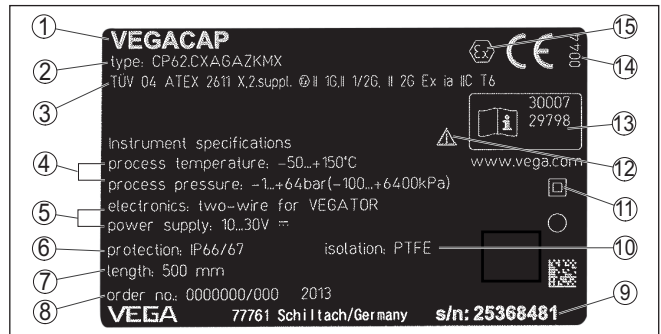 1
VEGACAP
15
0044
2
type: CP62.CXAGAZKMX
14
3
TÜV 04 ATEX 2611 X,2.suppl. II 1G,II 1/2G, II 2G Ex ia IIC T6
30007
29798
13
Instrument specifications
12
4
process temperature: -50...+150°C
www.vega.com
process pressure: -1...+64bar(-100...+6400kPa)
11
5
electronics: two-wire for VEGATOR
power supply: 10...30V
6
protection: IP66/67 isolation: PTFE
10
7
length: 500 mm
8
order no.: 0000000/000 2013
9
VEGA 77761 Schiltach/Germany s/n: 25368481